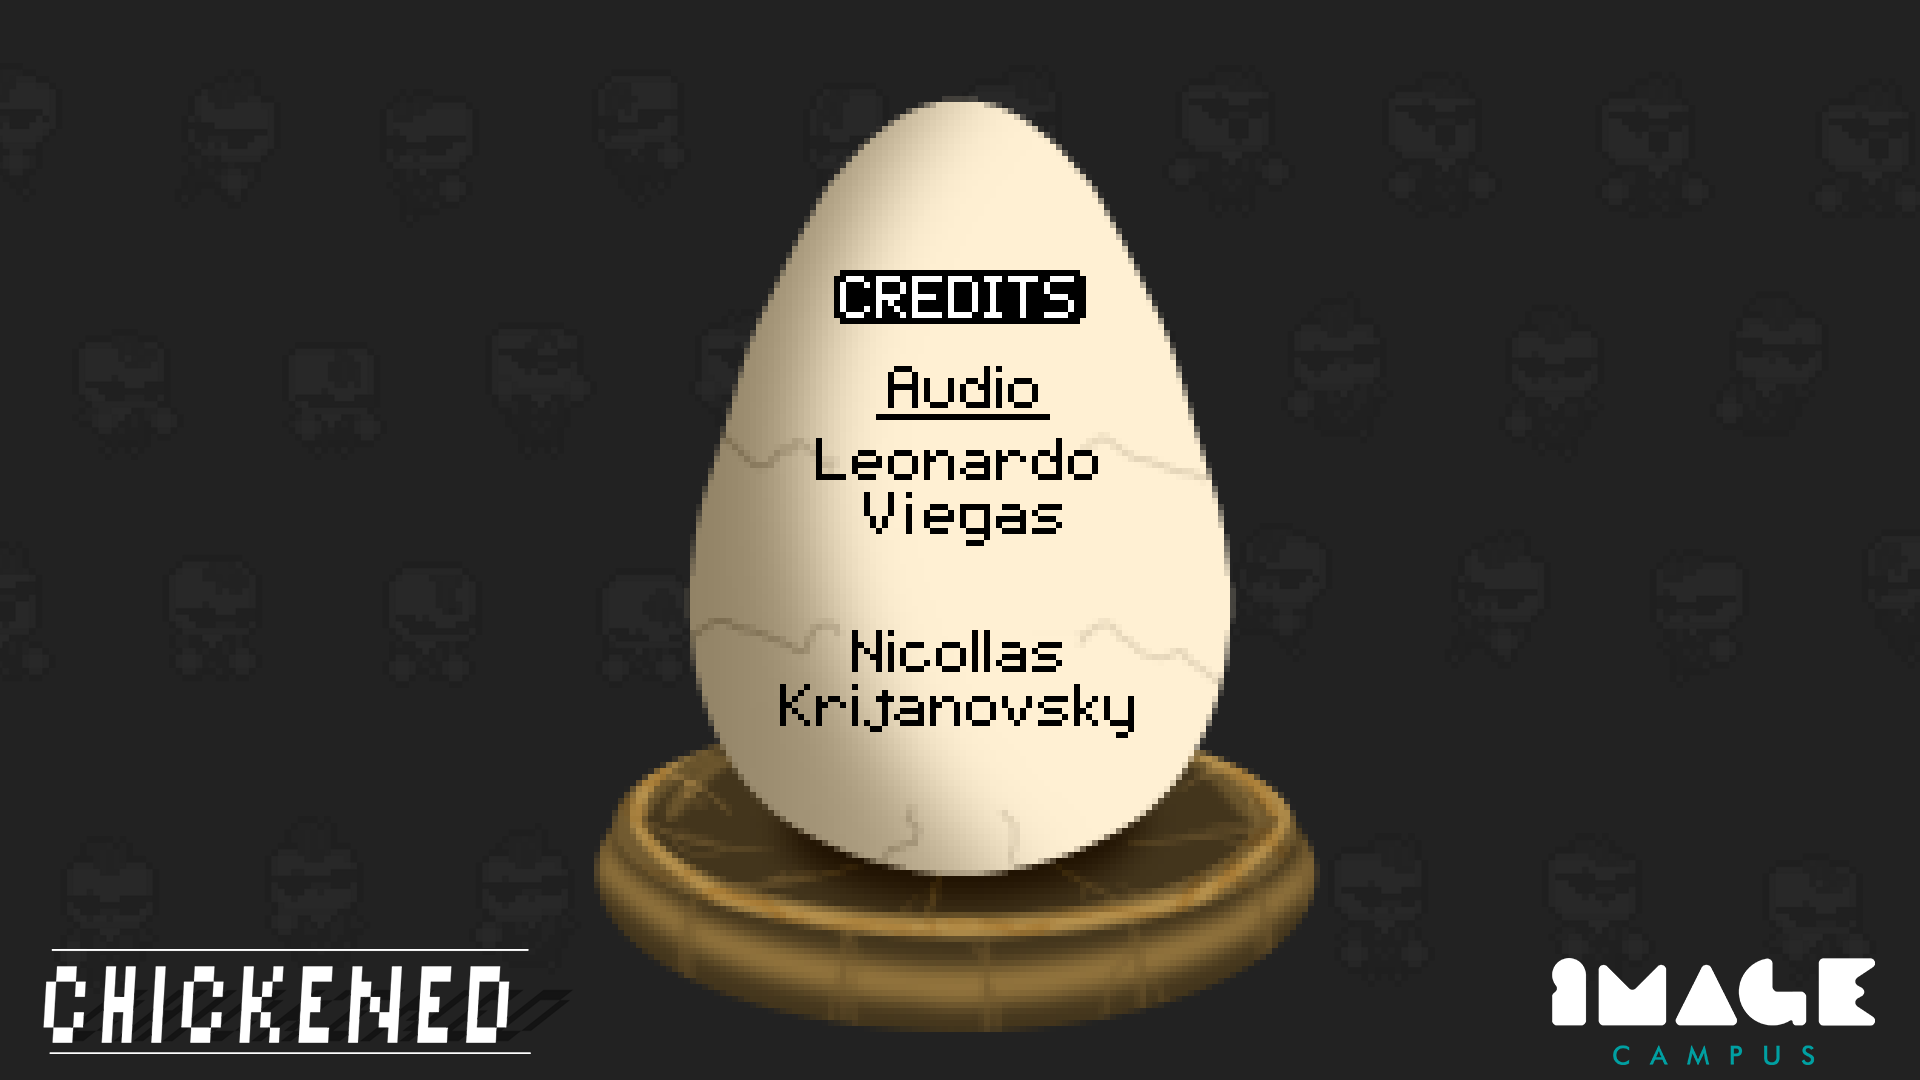 CREDITS
Audio
Leonardo
Viegas
Nicollas
Krijanovsky
CHICKENED
IMAGE
CAMPUS